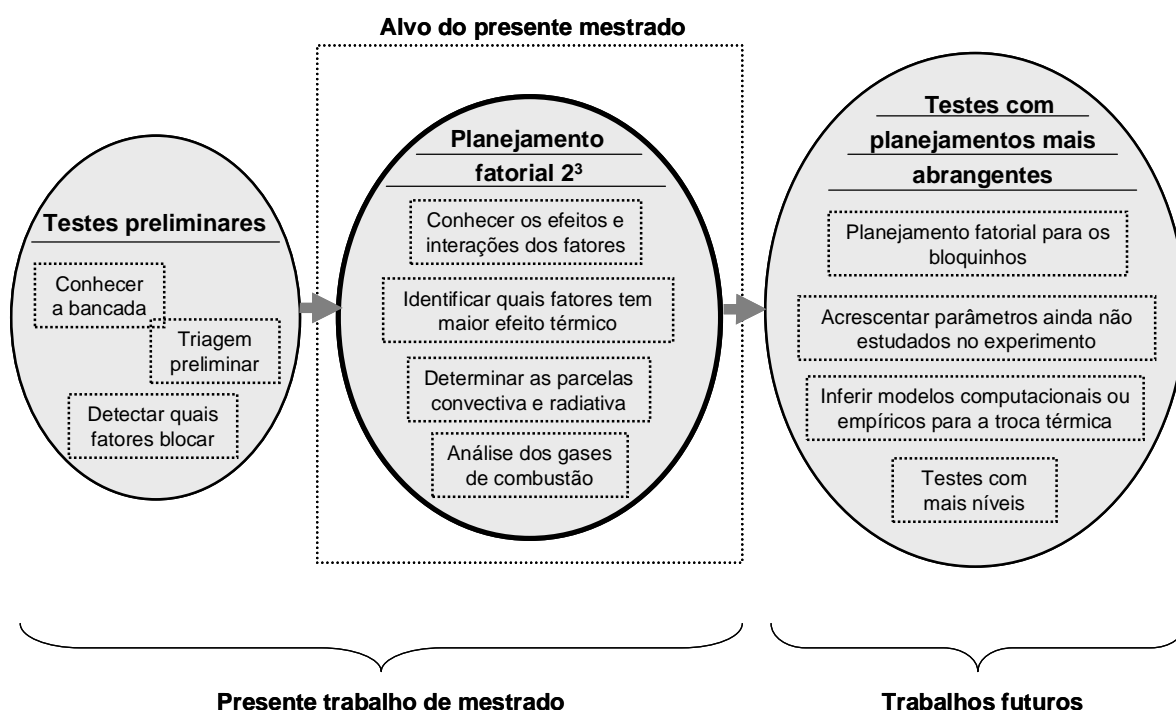 Alvo do presente mestrado
Testes preliminares
Conhecer
a bancada
Triagem
preliminar
Detectar quais
fatores blocar
Planejamento
fatorial 2³
Conhecer os efeitos e
interações dos fatores
Identificar quais fatores tem
maior efeito térmico
Determinar as parcelas
convectiva e radiativa
Análise dos gases
de combustão
Testes com
planejamentos mais
abrangentes
Planejamento fatorial para os
bloquinhos
Acrescentar parâmetros ainda não
estudados no experimento
Inferir modelos computacionais ou
empíricos para a troca térmica
Testes com
mais níveis
Presente trabalho de mestrado
Trabalhos futuros